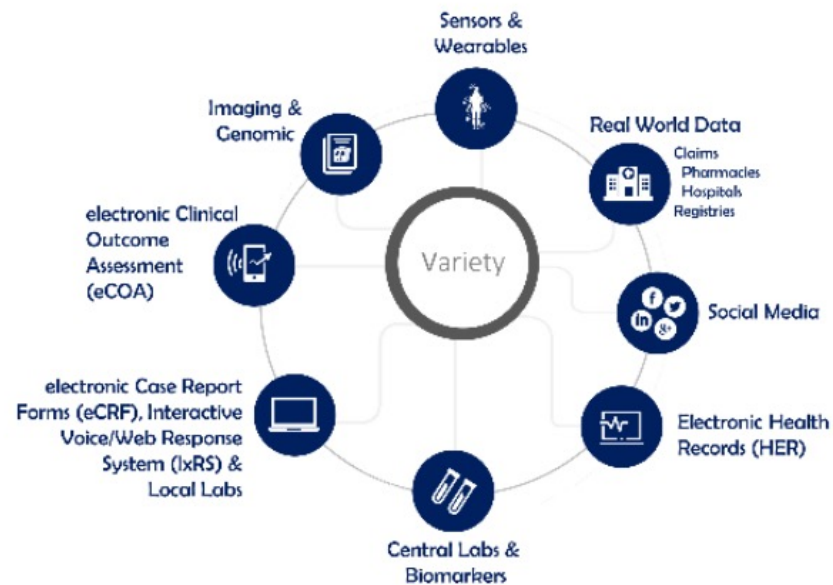 Sensors &
Wearables
Imaging &
Genomic
Real World Data
Claims
Pharmacies
Hospitals
Registries
electronic Clinical
Outcome
Assessment
(eCOA)
Variety
Social Media
electronic Case Report
Forms (eCRF), Interactive
Voice/Web Response
System (IxRS) &
Local Labs
Electronic Health
Records (HER)
Central Labs &
Biomarkers
f
in
g+